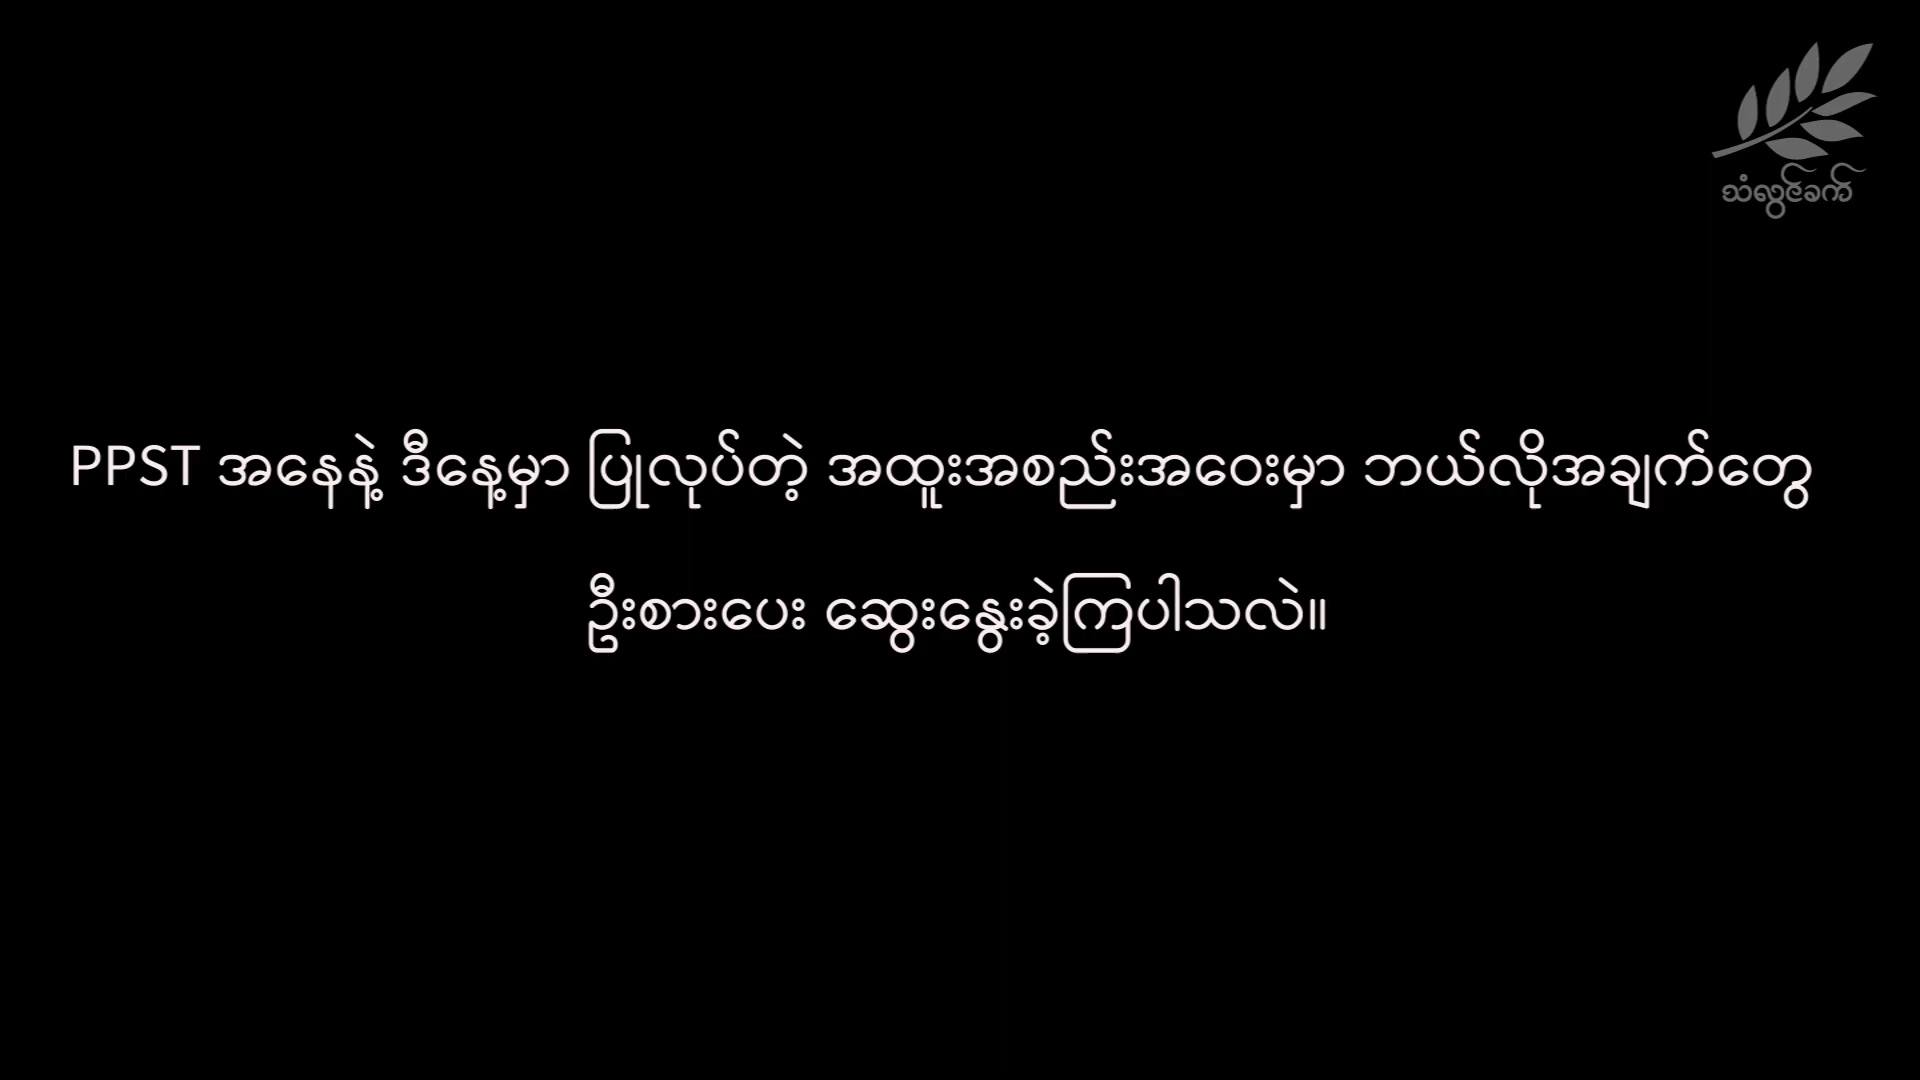 သံလွင်ခက်
PPST အနေနဲ့ ဒီနေ့မှာ ပြုလုပ်တဲ့ အထူးအစည်းအဝေးမှာ ဘယ်လိုအချက်တွေ
ဦးစားပေး ဆွေးနွေးခဲ့ကြပါသလဲ။